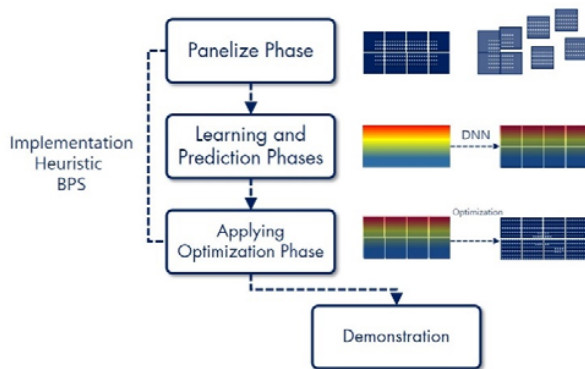 Panelize Phase
Implementation
Heuristic
BPS
Learning and
Prediction Phases
DNN
Applying
Optimization Phase
Optimization
Demonstration